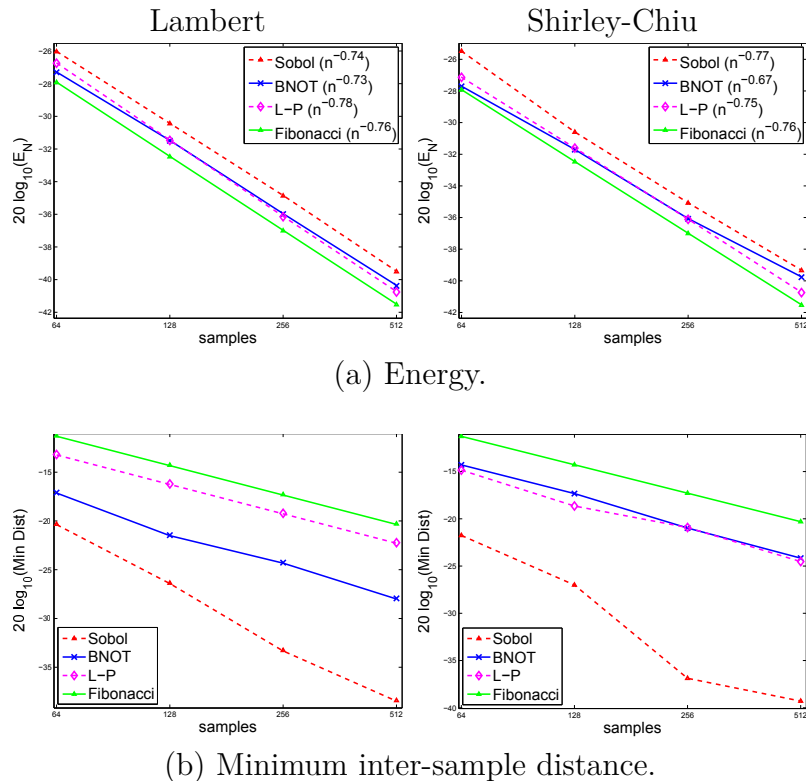 Lambert
Shirley-Chiu
−26
−28
−30
−32
−34
−36
−38
−40
−42
20 log10(EN)
Sobol (n−0.74)
BNOT (n−0.73)
L−P (n−0.78)
Fibonacci (n−0.76)
64
128
256
512
samples
−26
−28
−30
−32
−34
−36
−38
−40
−42
20 log10(EN)
Sobol (n−0.77)
BNOT (n−0.67)
L−P (n−0.75)
Fibonacci (n−0.76)
64
128
256
512
samples
(a) Energy.
−15
−20
−25
−30
−35
20 log10(Min Dist)
Sobol
BNOT
L−P
Fibonacci
64
128
256
512
samples
−15
−20
−25
−30
−35
−40
20 log10(Min Dist)
Sobol
BNOT
L−P
Fibonacci
64
128
256
512
samples
(b) Minimum inter-sample distance.